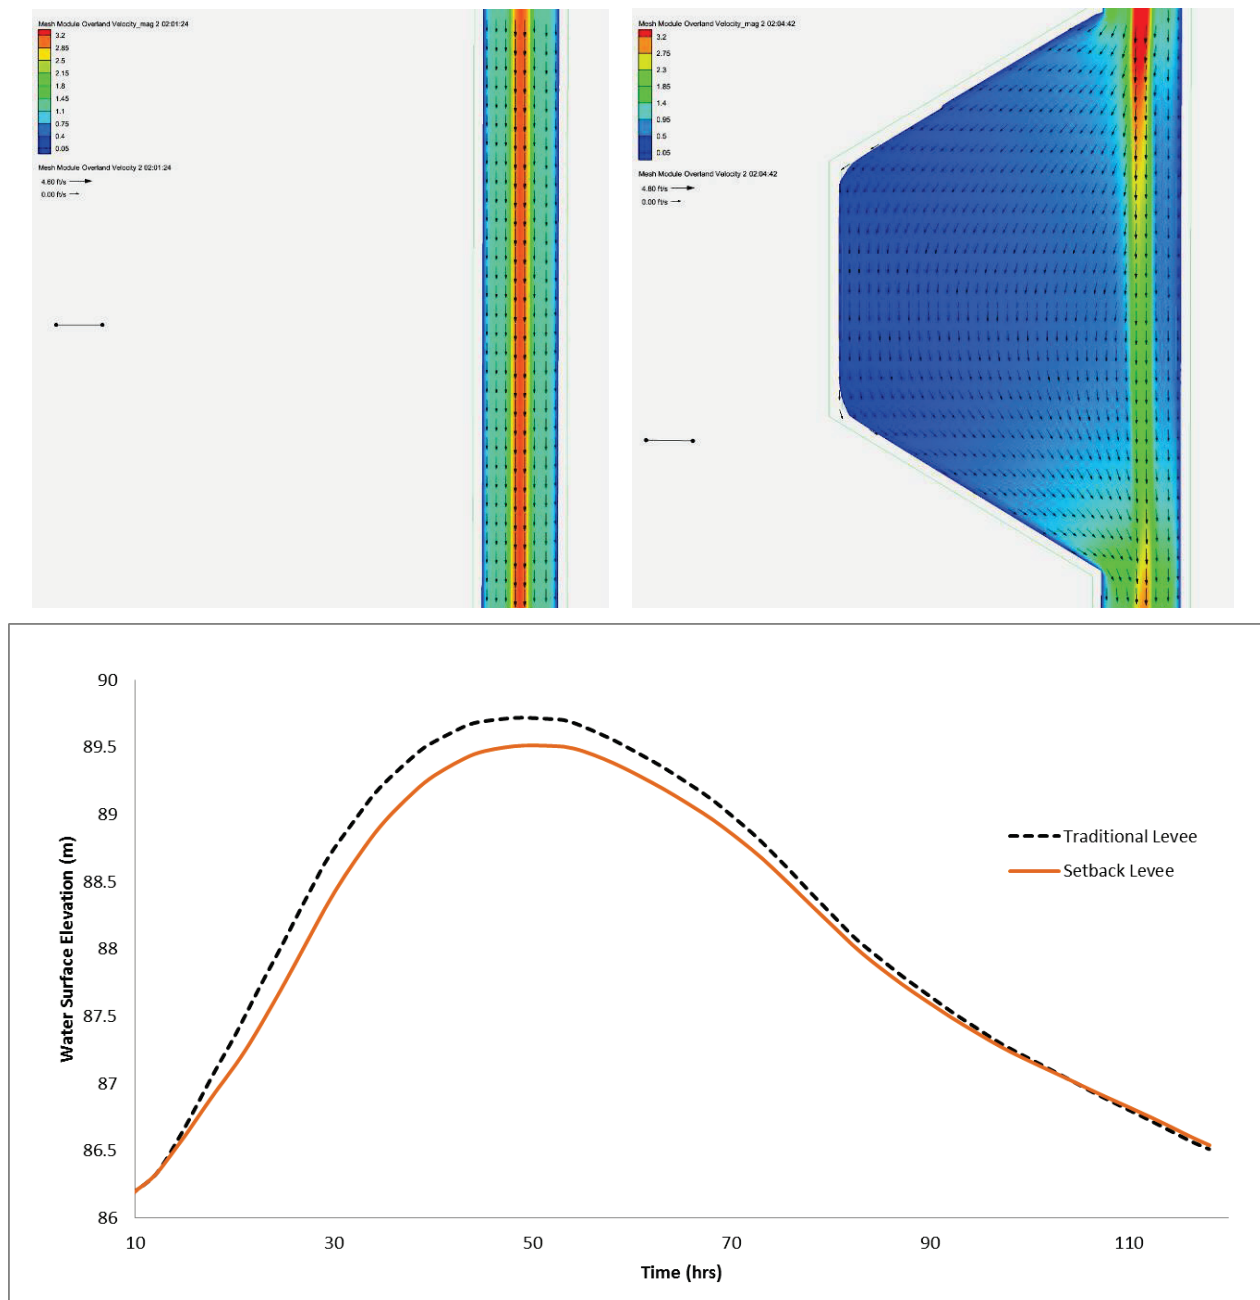 Mesh Module Overland Velocity_mag 2 02:01:24
3.2
2.85
2.5
2.15
1.8
1.45
1.1
0.75
0.4
0.05
Mesh Module Overland Velocity 2 02:01:24
4.60 ft/s
0.00 ft/s
Mesh Module Overland Velocity_mag 2 02:04:42
3.2
2.75
2.3
1.85
1.4
0.95
0.5
0.05
Mesh Module Overland Velocity 2 02:04:42
4.80 ft/s
0.00 ft/s
90
89.5
89
88.5
88
87.5
87
86.5
86
Water Surface Elevation (m)
Traditional Levee
Setback Levee
10 30 50 70 90 110
Time (hrs)